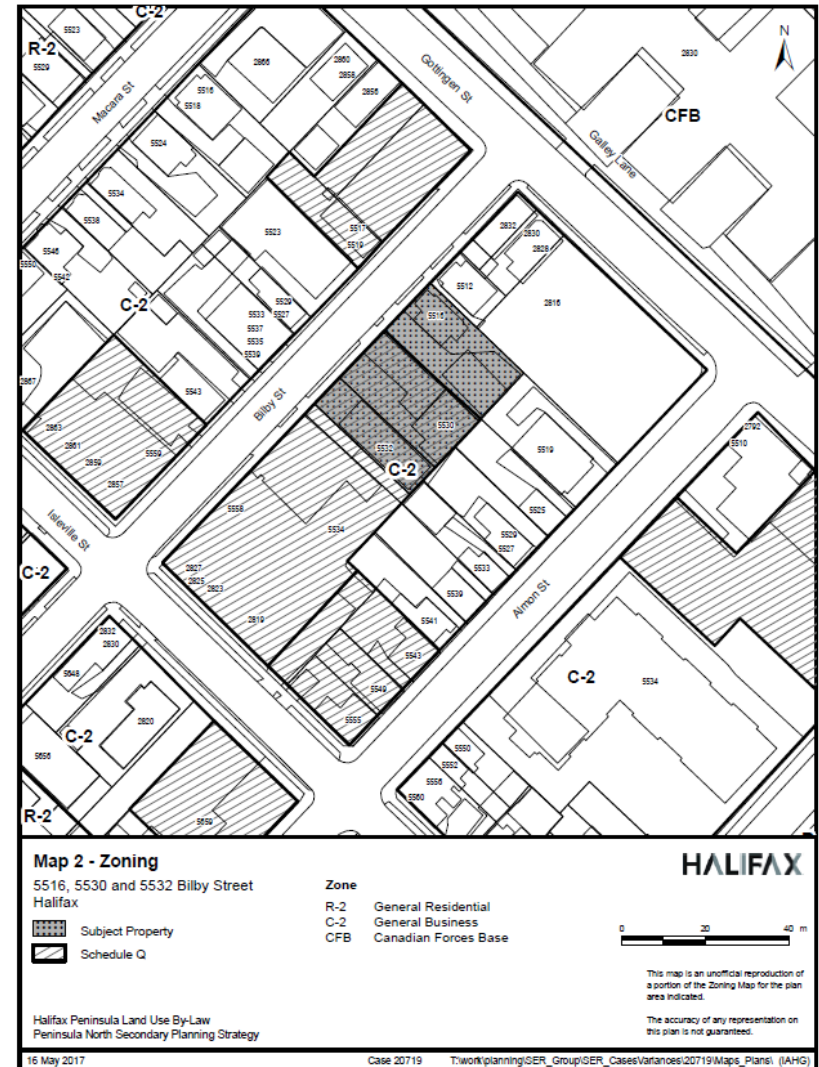 C-2
5523
R-2
5529
Macara St
2866
2860
2858
2856
5516
5518
Gottingen St
N
2830
CFB
Galley Lane
5524
5534
5538
5546
5550
5542
5523
5517
5519
2832
2830
2828
5512
2816
5516
C-2
5529
5533 5527
5537
5535
5539
2867
5543
Bilby St
5530
5532
C-2
5519
2792
5510
2863
2861
2859
2857
5559
5558
5534
5525
5529
5527
Isleville St
C-2
2827
2825
2823
2819
5533
5539
Almon St
5541
5543
5549
5555
2832
2830
5648
2820
C-2
5656
C-2
5534
5550
5552
5556
5560
R-2
5659
Map 2 - Zoning
5516, 5530 and 5532 Bilby Street
Halifax
Subject Property
Schedule Q
Zone
R-2 General Residential
C-2 General Business
CFB Canadian Forces Base
HALIFAX
0 20 40 m
This map is an unofficial reproduction of
a portion of the Zoning Map for the plan
area indicated.
The accuracy of any representation on
this plan is not guaranteed.
Halifax Peninsula Land Use By-Law
Peninsula North Secondary Planning Strategy
16 May 2017
Case 20719
T:\work\planning\SER_Group\SER_CasesVariances\20719\Maps_Plans\ (IAHG)